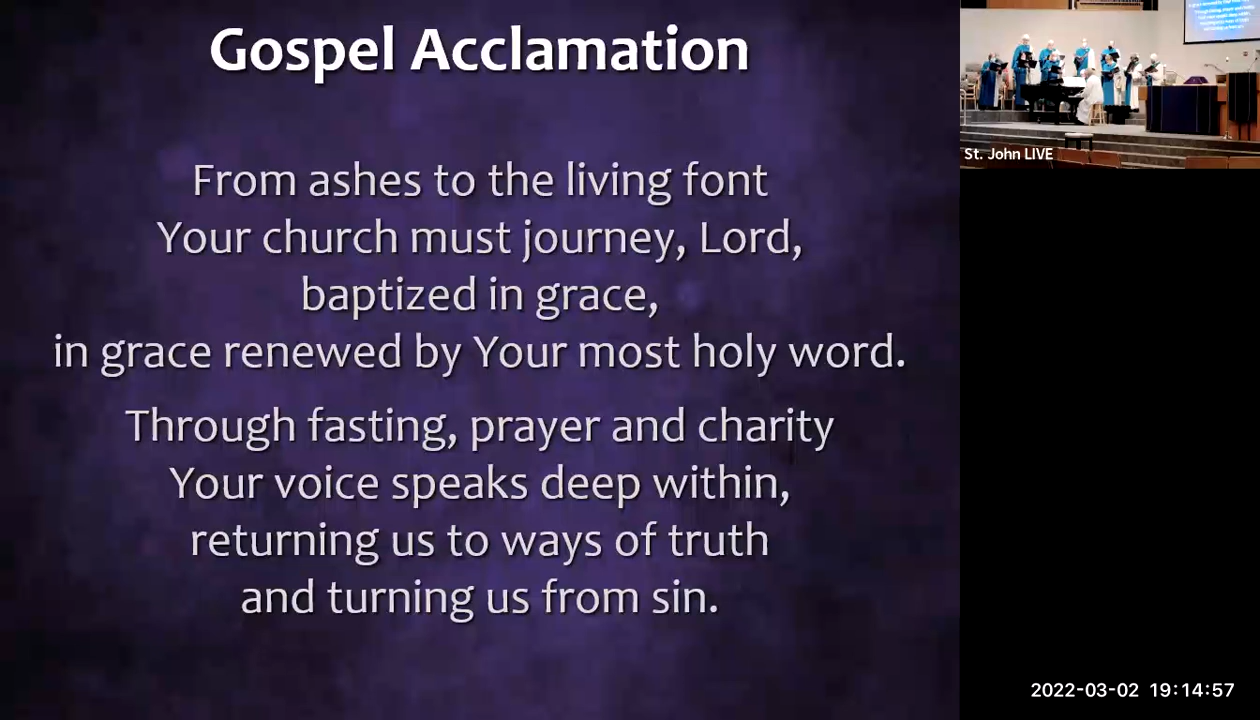 Gospel Acclamation
From ashes to the living font
Your church must journey, Lord,
baptized in grace,
in grace renewed by Your most holy word.
Through fasting, prayer and charity
Your voice speaks deep within,
returning us to ways of truth
and turning us from sin.
St. John LIVE
2022-03-02 19:14:57